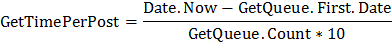 GetTimePerPost = Date.Now − GetQueue.First.Date
GetQueue.Count * 10